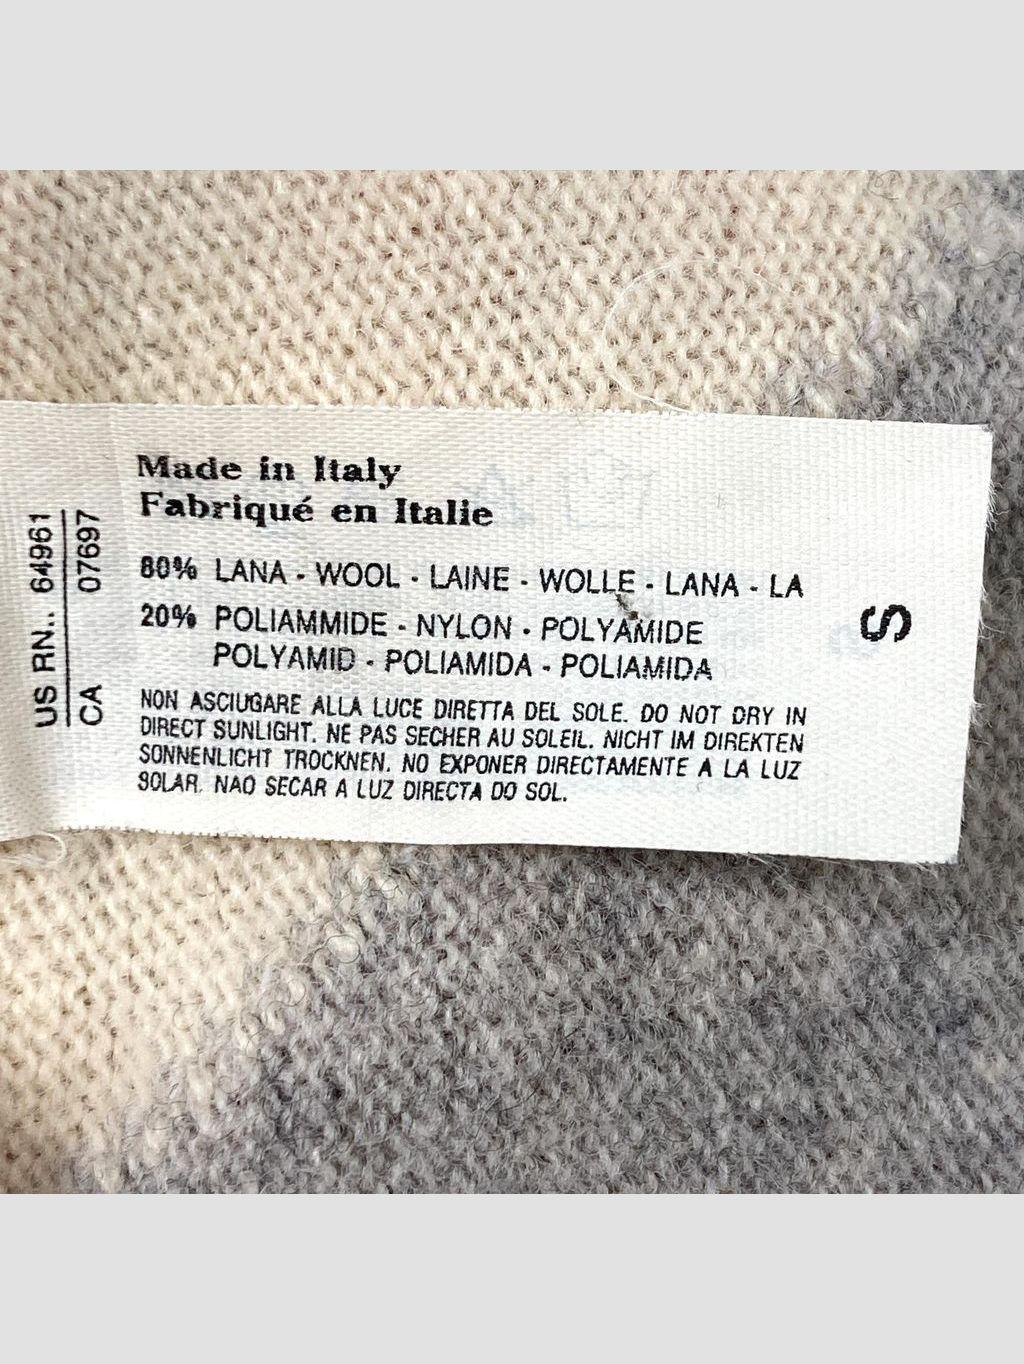 Made in Italy
Fabriqué en Italie
80% LANA - WOOL - LAINE - WOLLE - LANA - LA
20% POLIAMMIDE - NYLON - POLYAMIDE
POLYAMID - POLIAMIDA - POLIAMIDA
NON ASCIUGARE ALLA LUCE DIRETTA DEL SOLE. DO NOT DRY IN
DIRECT SUNLIGHT. NE PAS SECHER AU SOLEIL. NICHT IM DIREKTEN
SONNENLICHT TROCKNEN. NO EXPONER DIRECTAMENTE A LA LUZ
SOLAR. NAO SECAR A LUZ DIRECTA DO SOL.
US RN.. 64961
CA 07697
S